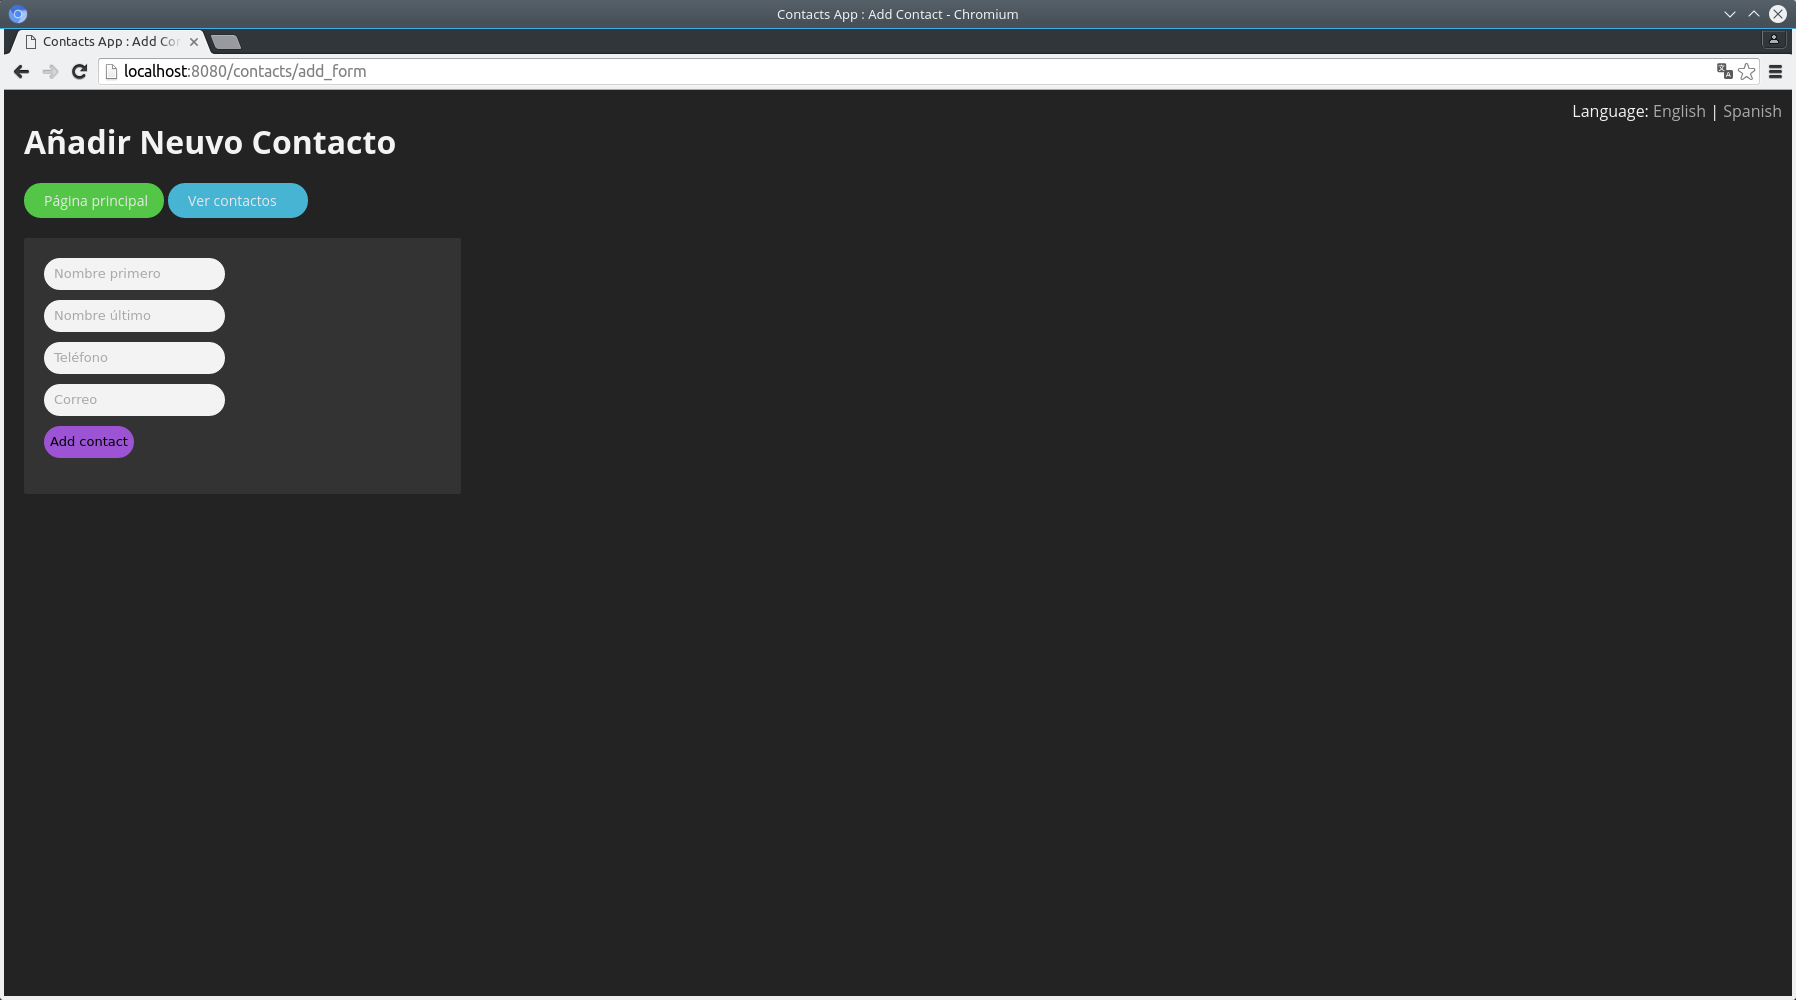 Contacts App : Add Contact - Chromium
Contacts App : Add Con
localhost:8080/contacts/add_form
Language: English | Spanish
Añadir Neuvo Contacto
Página principal Ver contactos
Nombre primero
Nombre último
Teléfono
Correo
Add contact